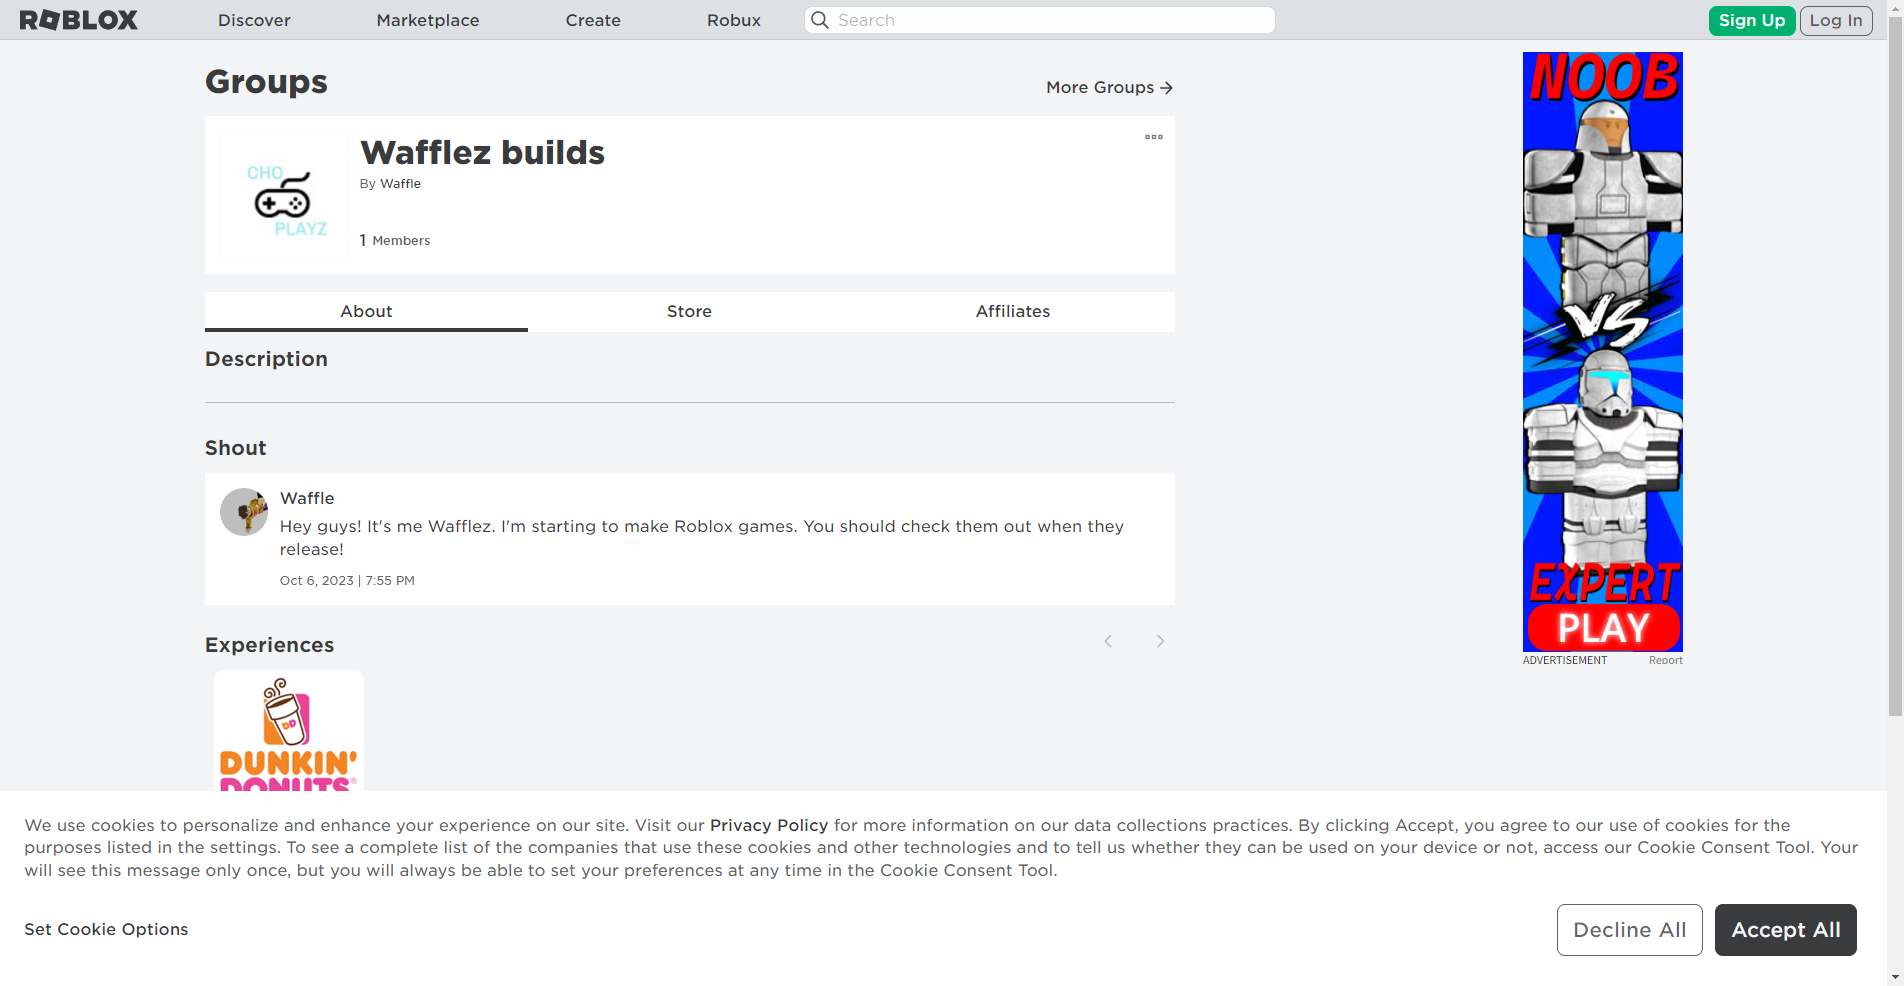 ROBLOX Discover Marketplace Create Robux Search Sign Up Log In
Groups
More Groups
CHO
PLAYZ
Wafflez builds
By Waffle
1 Members
About Store Affiliates
Description
Shout
Waffle
Hey guys! It's me Wafflez. I'm starting to make Roblox games. You should check them out when they
release!
Oct 6, 2023 | 7:55 PM
Experiences
DD
DUNKIN'
DONUTS®
NOOB
VS
EXPERT
PLAY
ADVERTISEMENT Report
We use cookies to personalize and enhance your experience on our site. Visit our Privacy Policy for more information on our data collections practices. By clicking Accept, you agree to our use of cookies for the
purposes listed in the settings. To see a complete list of the companies that use these cookies and other technologies and to tell us whether they can be used on your device or not, access our Cookie Consent Tool. Your
will see this message only once, but you will always be able to set your preferences at any time in the Cookie Consent Tool.
Set Cookie Options
Decline All Accept All